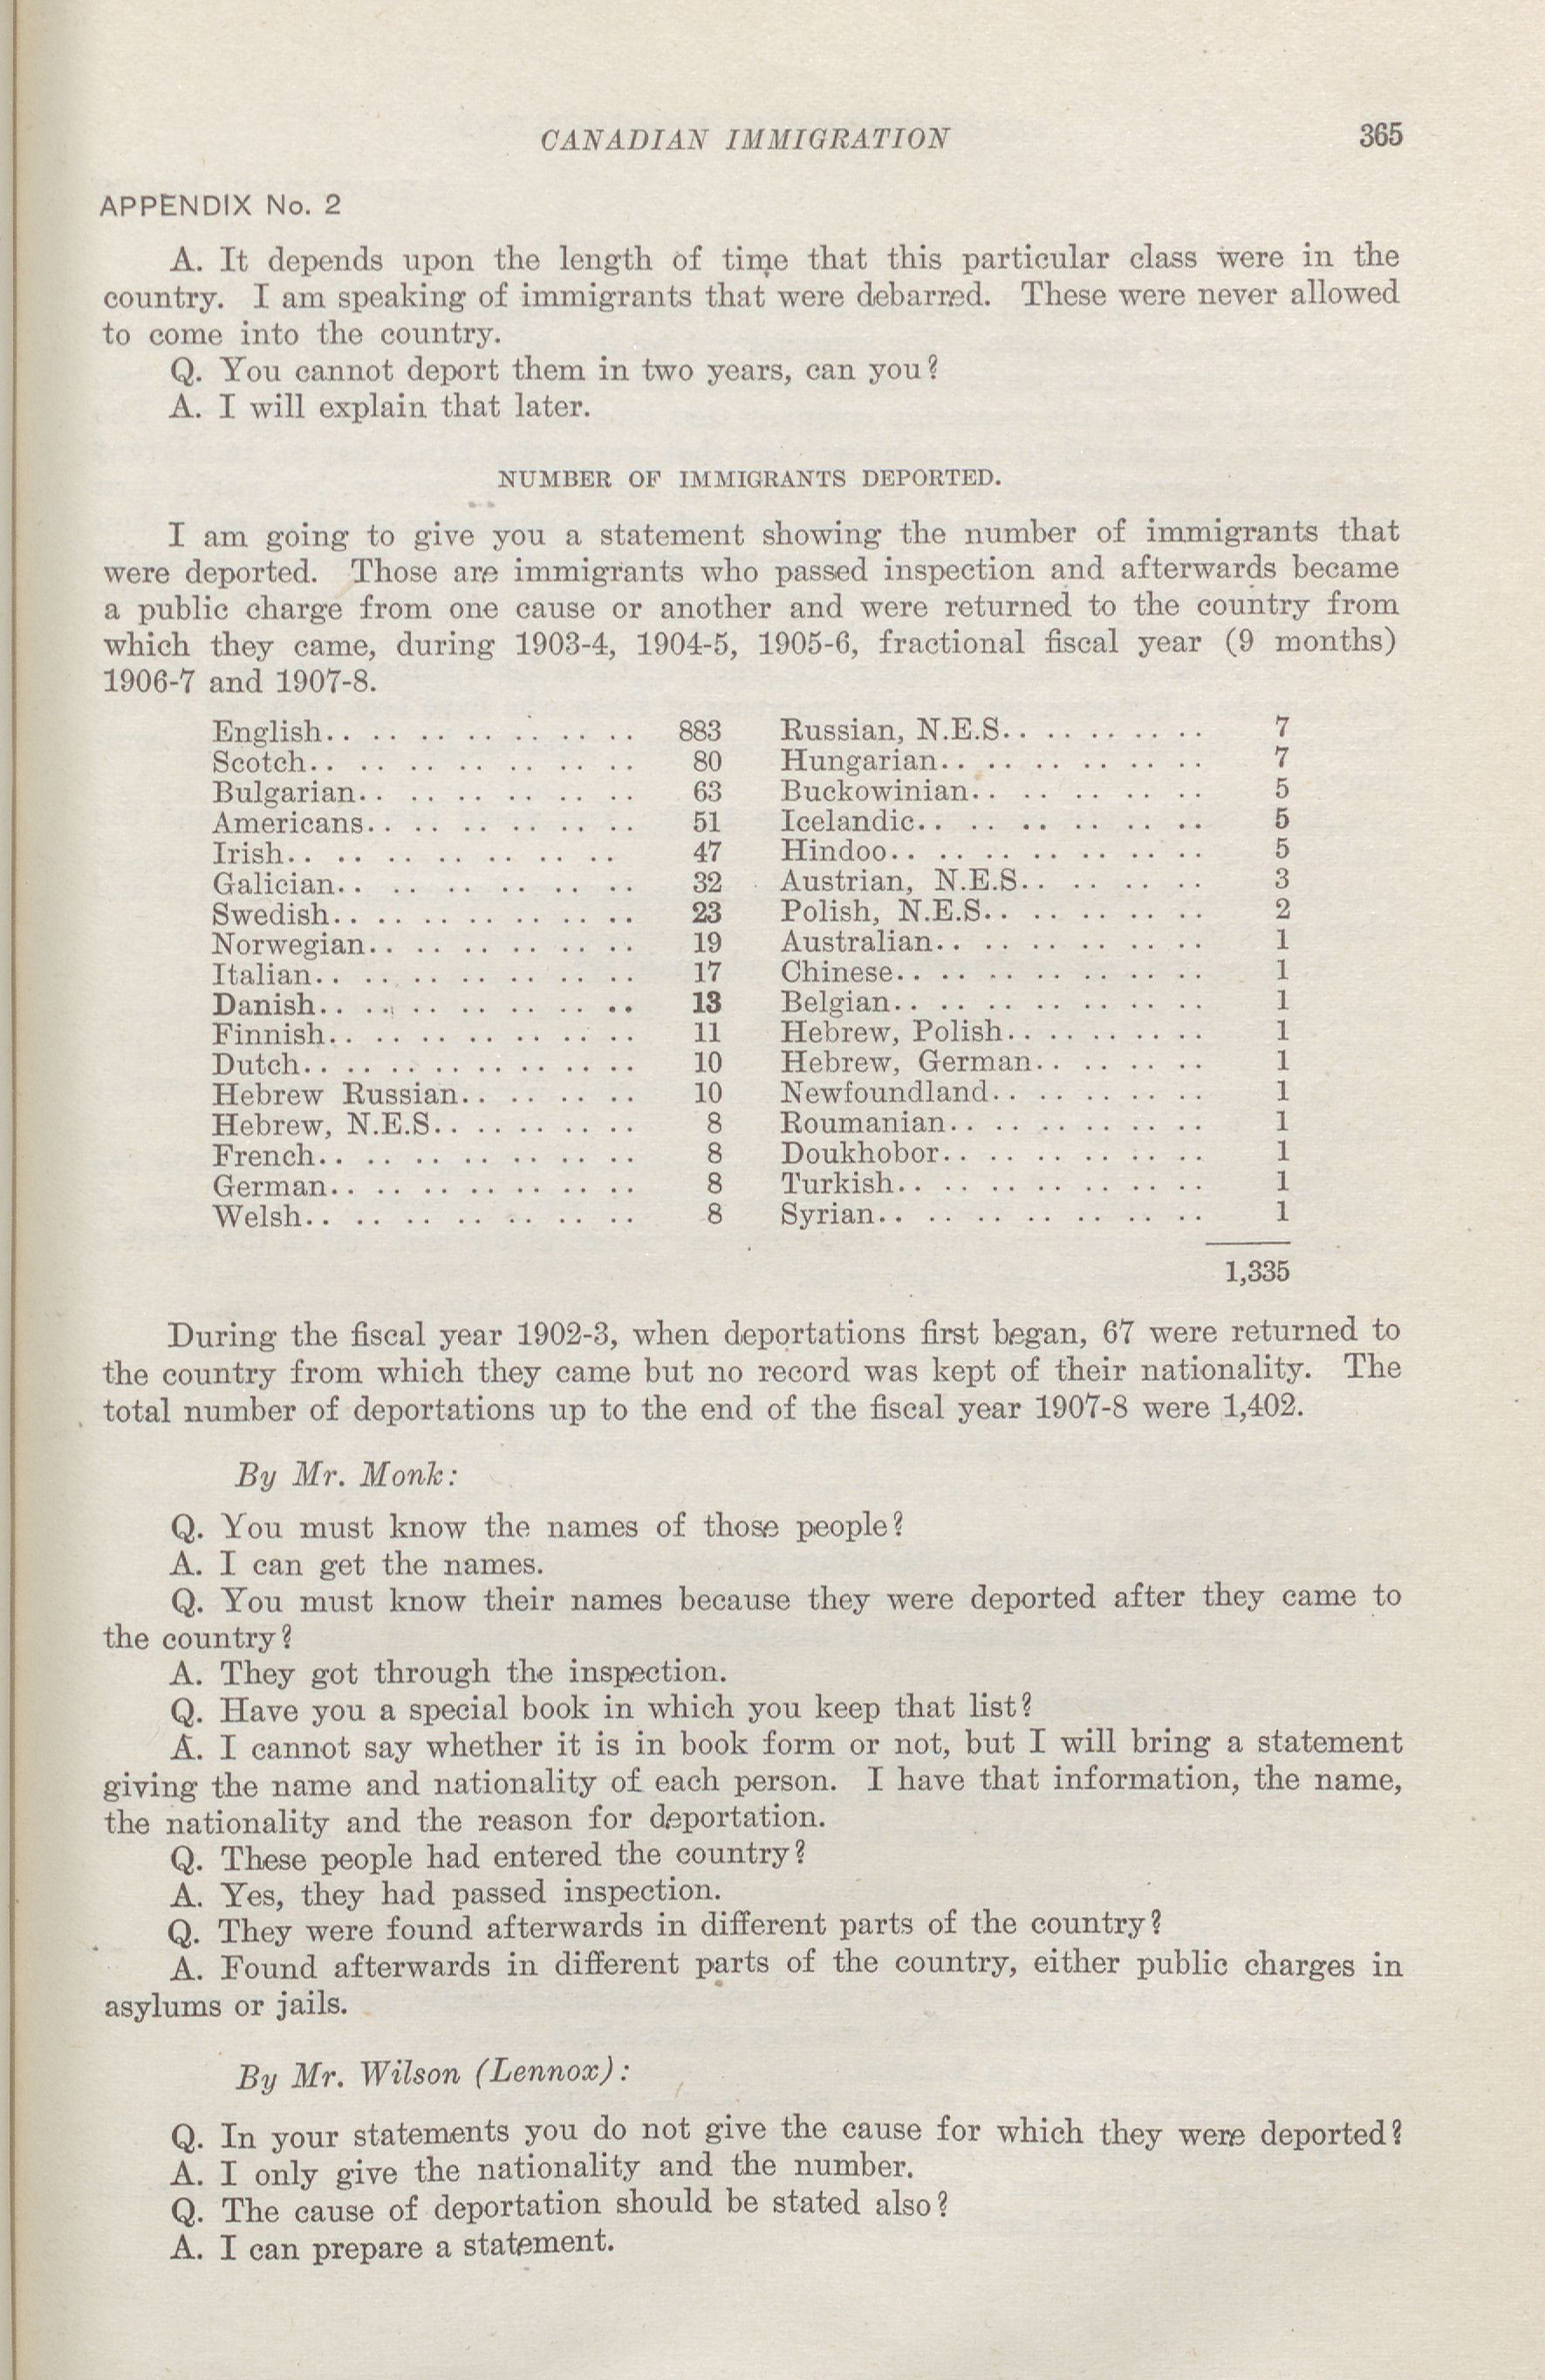 CANADIAN IMMIGRATION 365
APPENDIX No. 2
A. It depends upon the length of time that this particular class were in the
country. I am speaking of immigrants that were debarred. These were never allowed
to come into the country.
Q. You cannot deport them in two years, can you?
A. I will explain that later.
NUMBER OF IMMIGRANTS DEPORTED.
I am going to give you a statement showing the number of immigrants that
were deported. Those are immigrants who passed inspection and afterwards became
a public charge from one cause or another and were returned to the country from
which they came, during 1903-4, 1904-5, 1905-6, fractional fiscal year (9 months)
1906-7 and 1907-8.
English.. .. .. .. .. .. .. 883 Russian, N.E.S.. .. .. .. .. 7
Scotch.. .. .. .. .. .. .. 80 Hungarian.. .. .. .. .. .. 7
Bulgarian.. .. .. .. .. .. 63 Buckowinian.. .. .. .. .. 5
Americans.. .. .. .. .. .. 51 Icelandic.. .. .. .. .. .. 5
Irish.. .. .. .. .. .. .. 47 Hindoo.. .. .. .. .. .. .. 5
Galician.. .. .. .. .. .. 32 Austrian, N.E.S.. .. .. .. 3
Swedish.. .. .. .. .. .. .. 23 Polish, N.E.S.. .. .. .. .. 2
Norwegian.. .. .. .. .. .. 19 Australian.. .. .. .. .. .. 1
Italian.. .. .. .. .. .. .. 17 Chinese.. .. .. .. .. .. .. 1
Danish.. .. .. .. .. .. .. 13 Belgian.. .. .. .. .. .. .. 1
Finnish.. .. .. .. .. .. .. 11 Hebrew, Polish.. .. .. .. .. 1
Dutch.. .. .. .. .. .. .. .. 10 Hebrew, German.. .. .. .. 1
Hebrew Russian.. .. .. .. 10 Newfoundland.. .. .. .. .. 1
Hebrew, N.E.S.. .. .. .. .. 8 Roumanian.. .. .. .. .. .. 1
French.. .. .. .. .. .. .. 8 Doukhobor.. .. .. .. .. .. 1
German.. .. .. .. .. .. .. 8 Turkish.. .. .. .. .. .. .. 1
Welsh.. .. .. .. .. .. .. 8 Syrian.. .. .. .. .. .. .. 1
1,335
During the fiscal year 1902-3, when deportations first began, 67 were returned to
the country from which they came but no record was kept of their nationality. The
total number of deportations up to the end of the fiscal year 1907-8 were 1,402.
By Mr. Monk:
Q. You must know the names of those people?
A. I can get the names.
Q. You must know their names because they were deported after they came to
the country?
A. They got through the inspection.
Q. Have you a special book in which you keep that list?
A. I cannot say whether it is in book form or not, but I will bring a statement
giving the name and nationality of each person. I have that information, the name,
the nationality and the reason for deportation.
Q. These people had entered the country?
A. Yes, they had passed inspection.
Q. They were found afterwards in different parts of the country?
A. Found afterwards in different parts of the country, either public charges in
asylums or jails.
By Mr. Wilson (Lennox):
Q. In your statements you do not give the cause for which they were deported?
A. I only give the nationality and the number.
Q. The cause of deportation should be stated also?
A. I can prepare a statement.